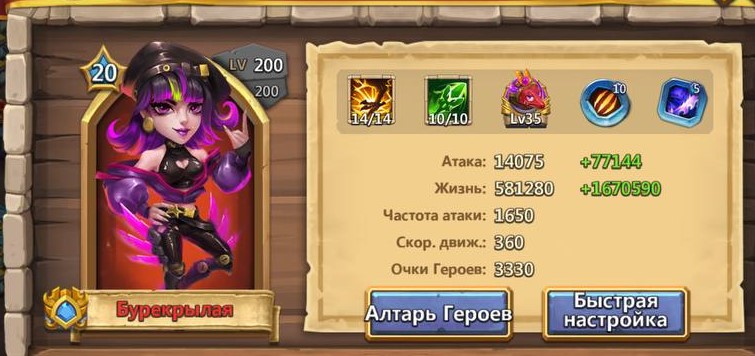 20
LV 200
200
14/14
10/10
Lv35
10
5
Атака: 14075 +77144
Жизнь: 581280 +1670590
Частота атаки: 1650
Скор. движ.: 360
Очки Героев: 3330
Бурекрылая
Алтарь Героев
Быстрая
настройка